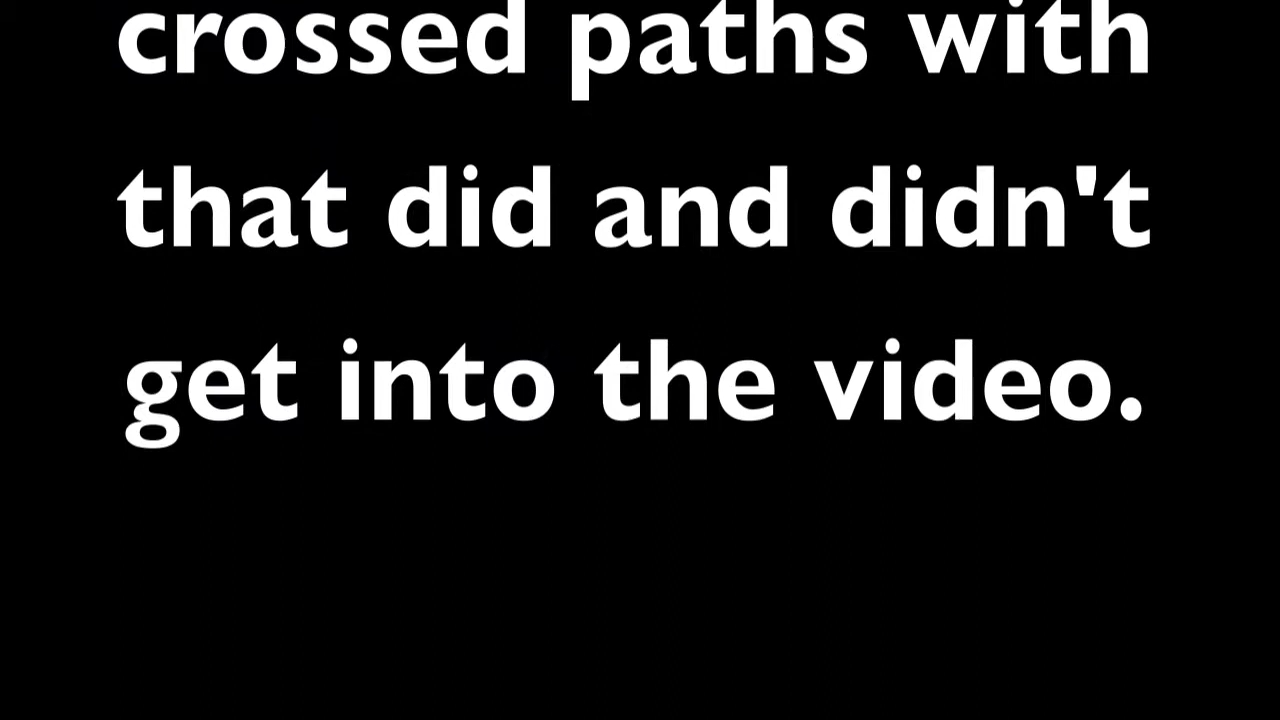 crossed paths with
that did and didn't
get into the video.